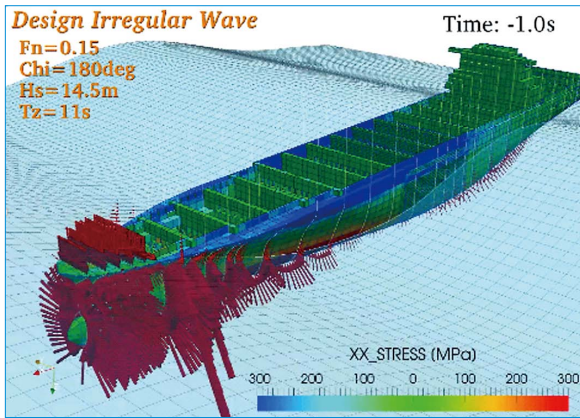 Design Irregular Wave
Time: -1.0s
Fn=0.15
Chi=180deg
Hs=14.5m
Tz=11s
XX_STRESS (MPa)
300 -200 -100 0 100 200 300